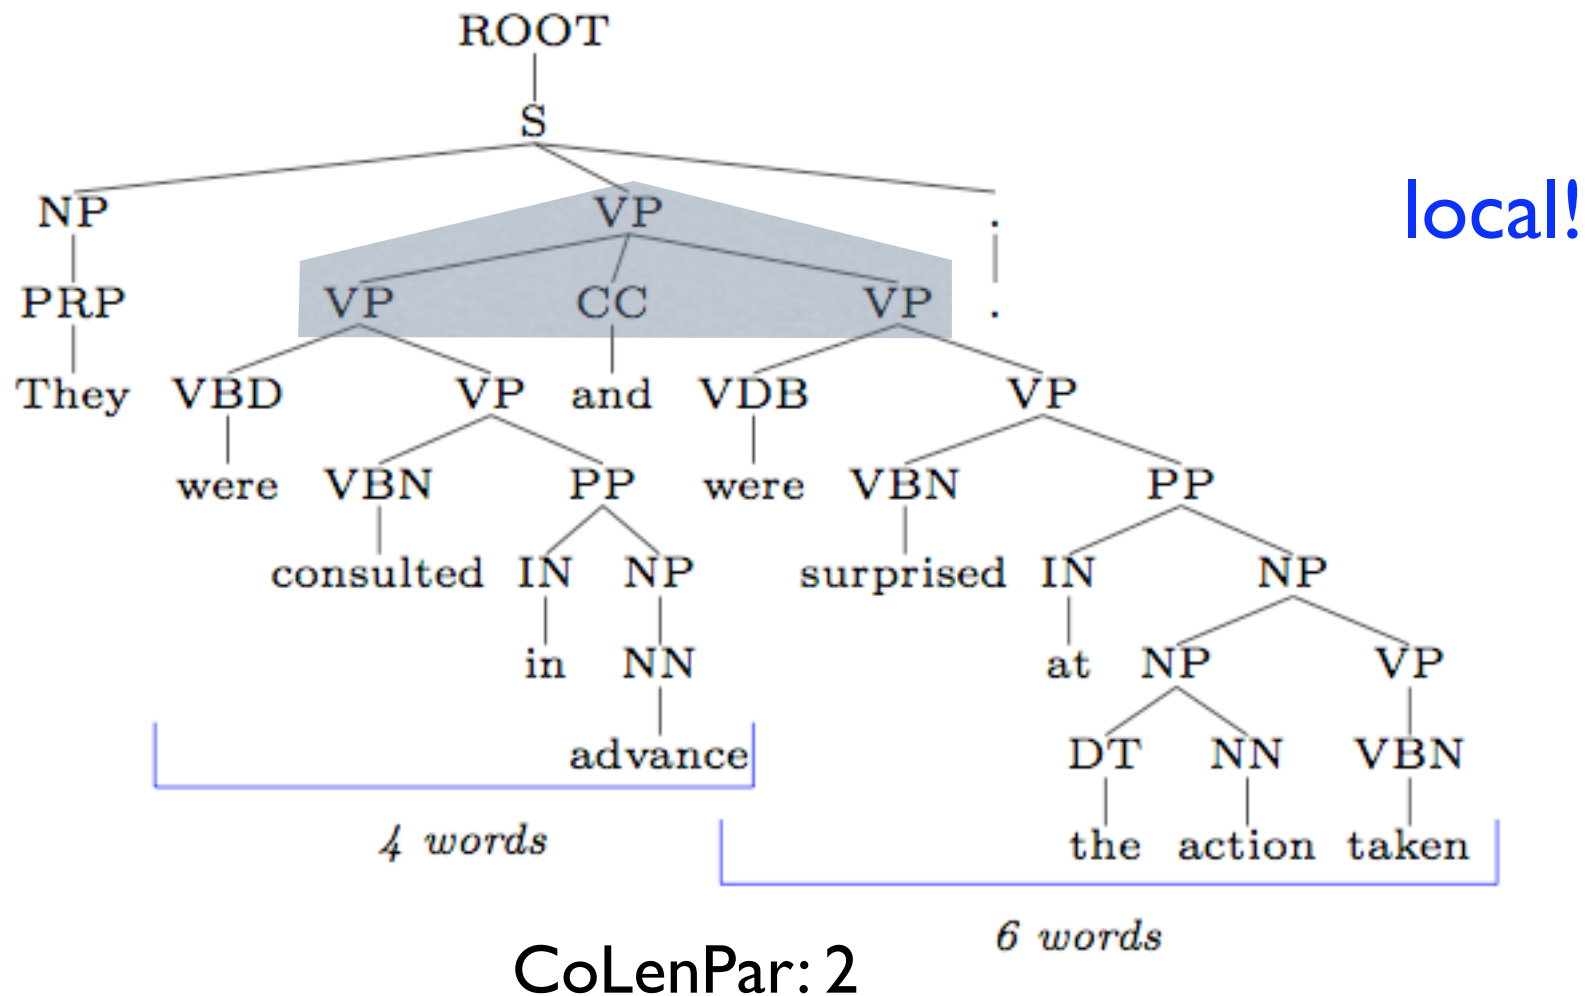 ROOT
S
NP VP .
local!
PRP VP CC VP .
They VBD VP and VDB VP
were VBN PP were VBN PP
consulted IN NP surprised IN NP
in NN at NP VP
advance DT NN VBN
4 words the action taken
6 words
CoLenPar: 2